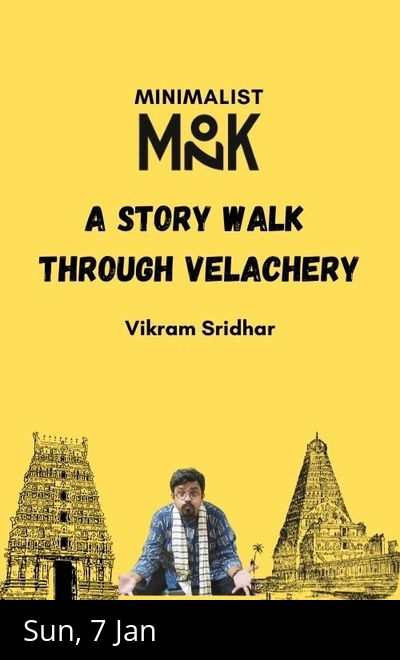 MINIMALIST
MONK
A STORY WALK
THROUGH VELACHERY
Vikram Sridhar
Sun, 7 Jan